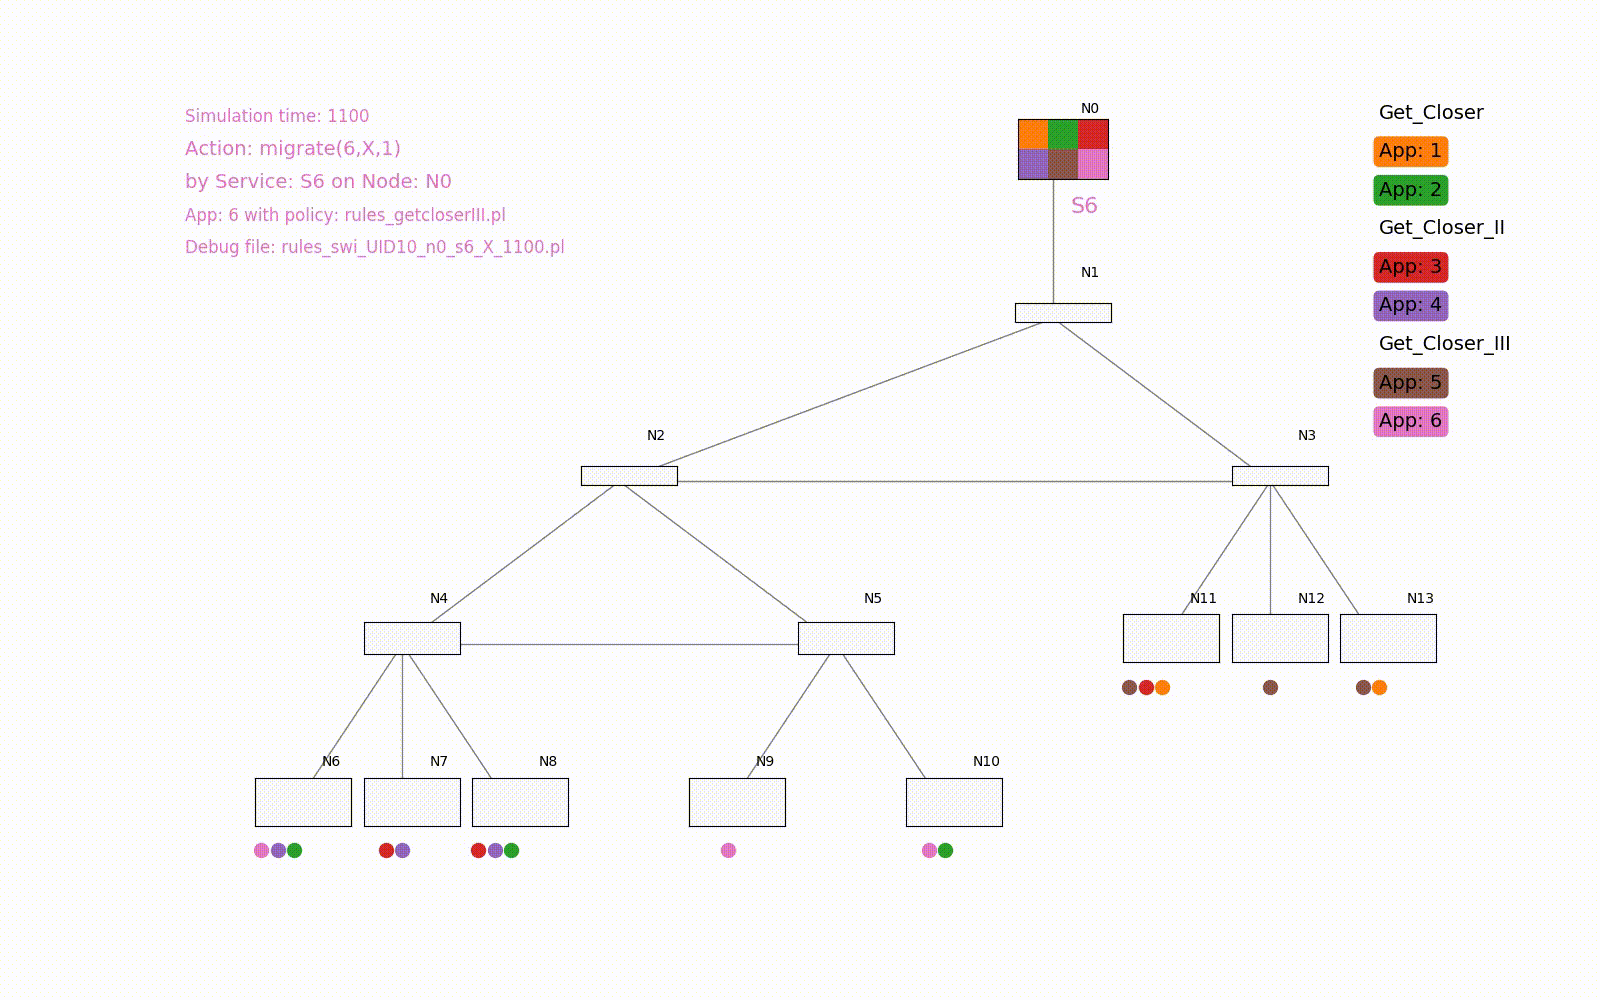 Simulation time: 1100
Action: migrate(6,X,1)
by Service: S6 on Node: N0
App: 6 with policy: rules_getcloserIII.pl
Debug file: rules_swi_UID10_n0_s6_X_1100.pl
N0
S6
N1
N2
N3
N4
N5
N11
N12
N13
N6
N7
N8
N9
N10
Get_Closer
App: 1
App: 2
Get_Closer_II
App: 3
App: 4
Get_Closer_III
App: 5
App: 6